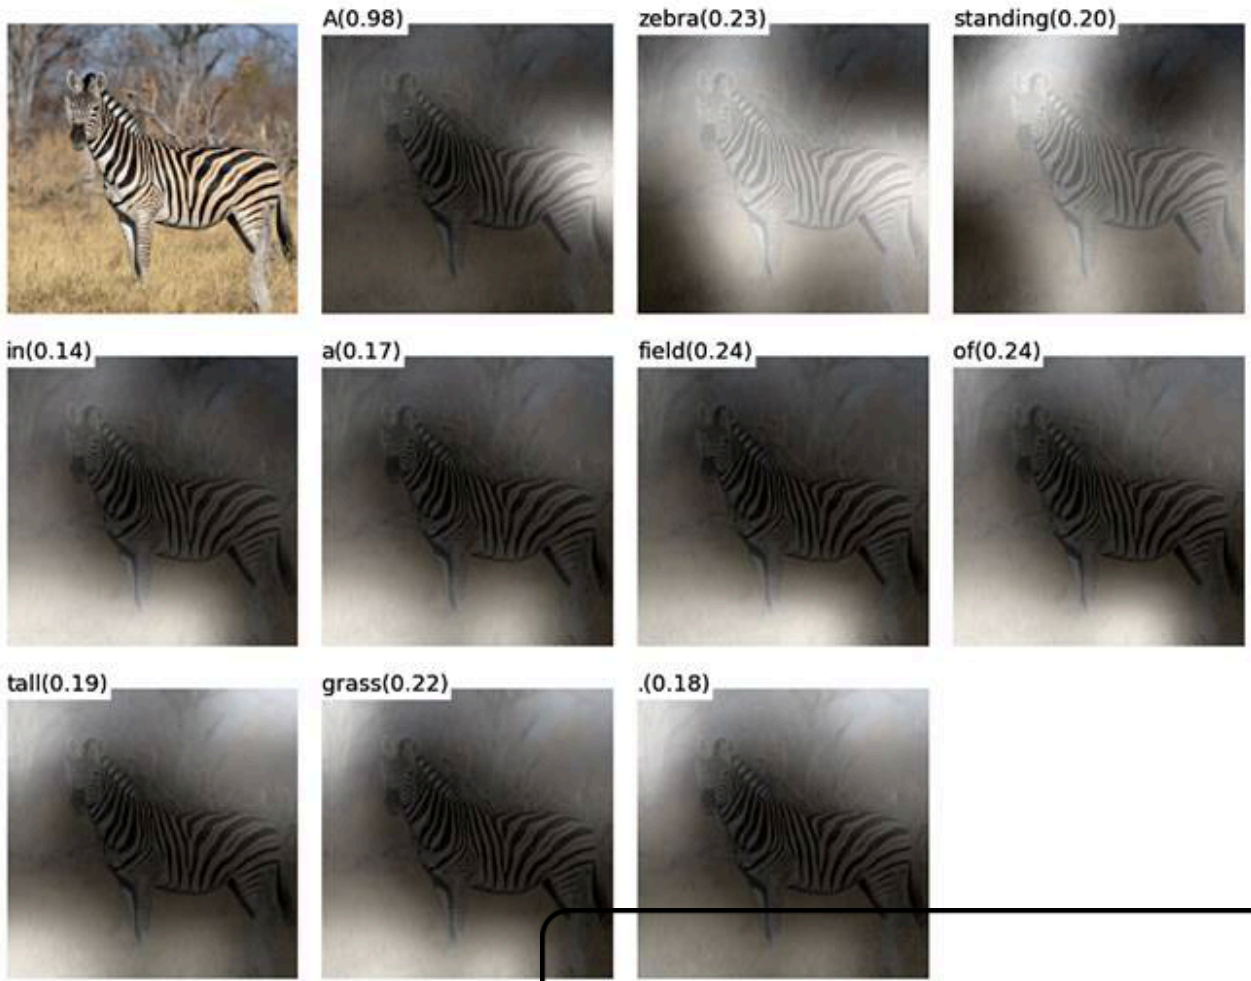 A(0.98) zebra(0.23) standing(0.20)
in(0.14) a(0.17) field(0.24) of(0.24)
tall(0.19) grass(0.22) .(0.18)